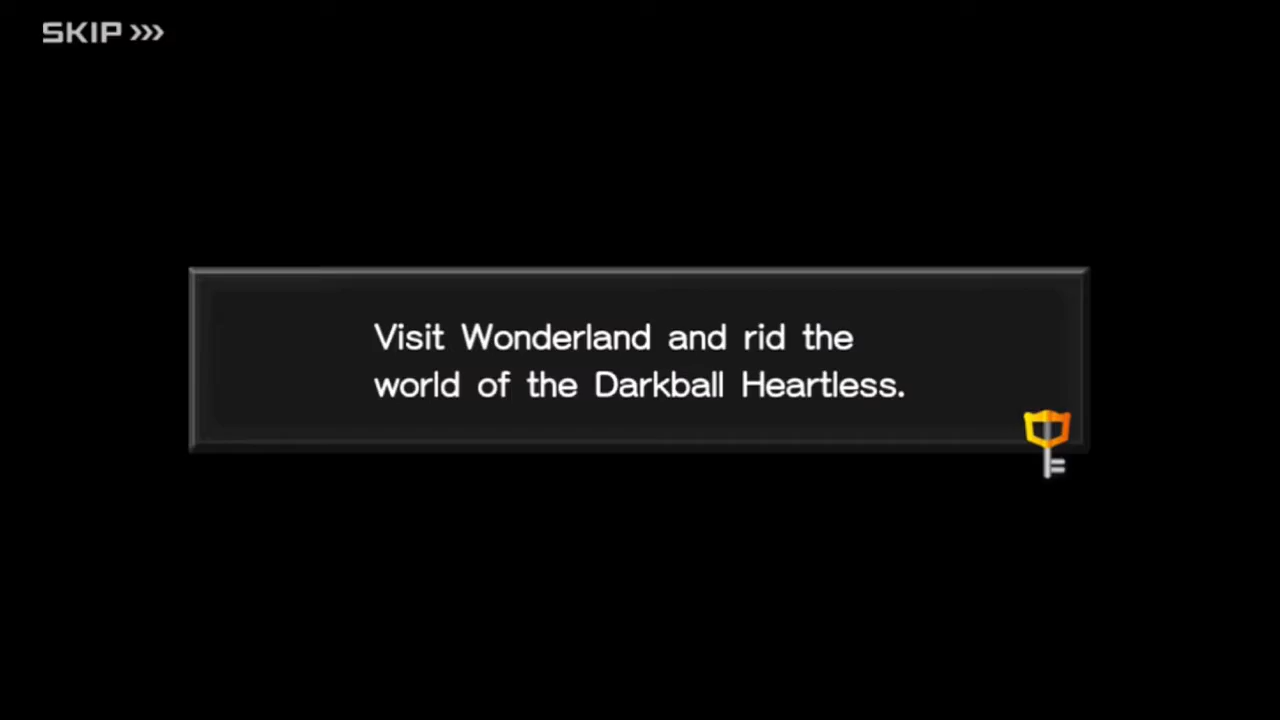 SKIP >>>
Visit Wonderland and rid the
world of the Darkball Heartless.